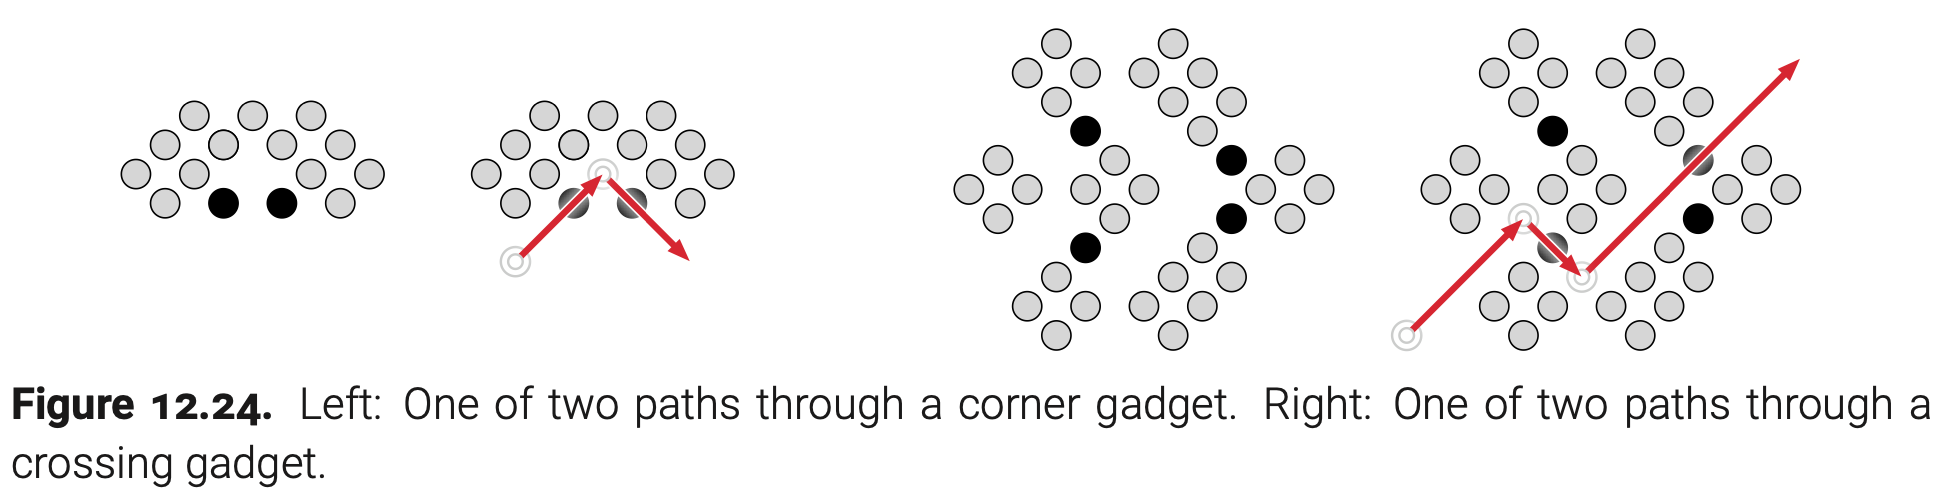 Figure 12.24. Left: One of two paths through a corner gadget. Right: One of two paths through a
crossing gadget.